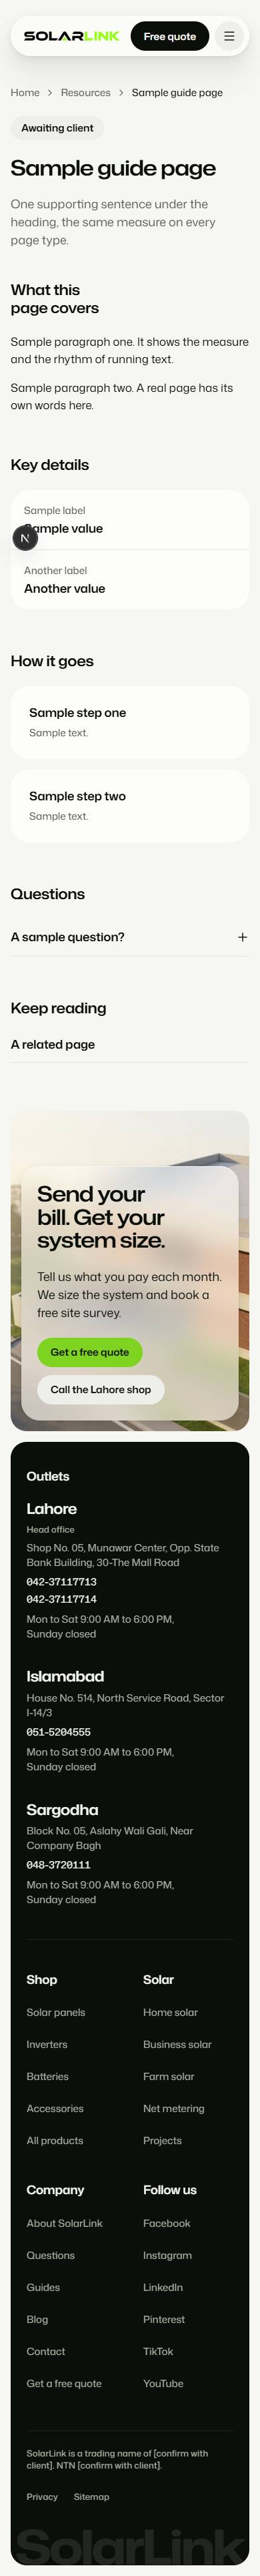 SOLARLINK
Free quote
Home > Resources > Sample guide page
Awaiting client
Sample guide page
One supporting sentence under the
heading, the same measure on every
page type.
What this
page covers
Sample paragraph one. It shows the measure
and the rhythm of running text.
Sample paragraph two. A real page has its
own words here.
Key details
Sample label
Sample value
N
Another label
Another value
How it goes
Sample step one
Sample text.
Sample step two
Sample text.
Questions
A sample question?
Keep reading
A related page
Send your
bill. Get your
system size.
Tell us what you pay each month.
We size the system and book a
free site survey.
Get a free quote
Call the Lahore shop
Outlets
Lahore
Head office
Shop No. 05, Munawar Center, Opp. State
Bank Building, 30-The Mall Road
042-37117713
042-37117714
Mon to Sat 9:00 AM to 6:00 PM,
Sunday closed
Islamabad
House No. 514, North Service Road, Sector
I-14/3
051-5204555
Mon to Sat 9:00 AM to 6:00 PM,
Sunday closed
Sargodha
Block No. 05, Aslahy Wali Gali, Near
Company Bagh
048-3720111
Mon to Sat 9:00 AM to 6:00 PM,
Sunday closed
Shop
Solar panels
Inverters
Batteries
Accessories
All products
Solar
Home solar
Business solar
Farm solar
Net metering
Projects
Company
About SolarLink
Questions
Guides
Blog
Contact
Get a free quote
Follow us
Facebook
Instagram
LinkedIn
Pinterest
TikTok
YouTube
SolarLink is a trading name of [confirm with
client]. NTN [confirm with client].
Privacy Sitemap
SolarLink